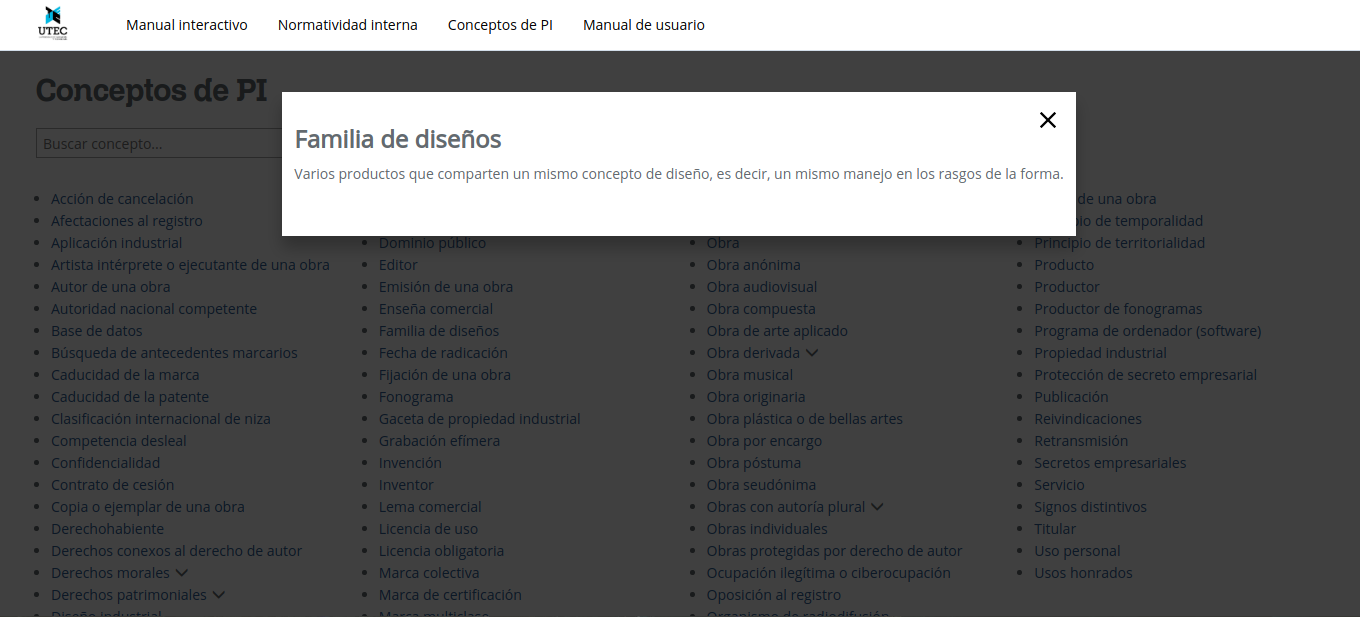 UTEC
Manual interactivo
Normatividad interna
Conceptos de PI
Manual de usuario
Conceptos de PI
Buscar concepto...
Familia de diseños
Varios productos que comparten un mismo concepto de diseño, es decir, un mismo manejo en los rasgos de la forma.
Acción de cancelación
Afectaciones al registro
Aplicación industrial
Artista intérprete o ejecutante de una obra
Autor de una obra
Autoridad nacional competente
Base de datos
Búsqueda de antecedentes marcarios
Caducidad de la marca
Caducidad de la patente
Clasificación internacional de niza
Competencia desleal
Confidencialidad
Contrato de cesión
Copia o ejemplar de una obra
Derechohabiente
Derechos conexos al derecho de autor
Derechos morales
Derechos patrimoniales
Diseño industrial
Dominio público
Editor
Emisión de una obra
Enseña comercial
Familia de diseños
Fecha de radicación
Fijación de una obra
Fonograma
Gaceta de propiedad industrial
Grabación efímera
Invención
Inventor
Lema comercial
Licencia de uso
Licencia obligatoria
Marca colectiva
Marca de certificación
Marca multiclase
Obra
Obra anónima
Obra audiovisual
Obra compuesta
Obra de arte aplicado
Obra derivada
Obra musical
Obra originaria
Obra plástica o de bellas artes
Obra por encargo
Obra póstuma
Obra seudónima
Obras con autoría plural
Obras individuales
Obras protegidas por derecho de autor
Ocupación ilegítima o ciberocupación
Oposición al registro
Organismo de radiodifusión
de una obra
de temporalidad
Principio de territorialidad
Producto
Productor
Productor de fonogramas
Programa de ordenador (software)
Propiedad industrial
Protección de secreto empresarial
Publicación
Reivindicaciones
Retransmisión
Secretos empresariales
Servicio
Signos distintivos
Titular
Uso personal
Usos honrados